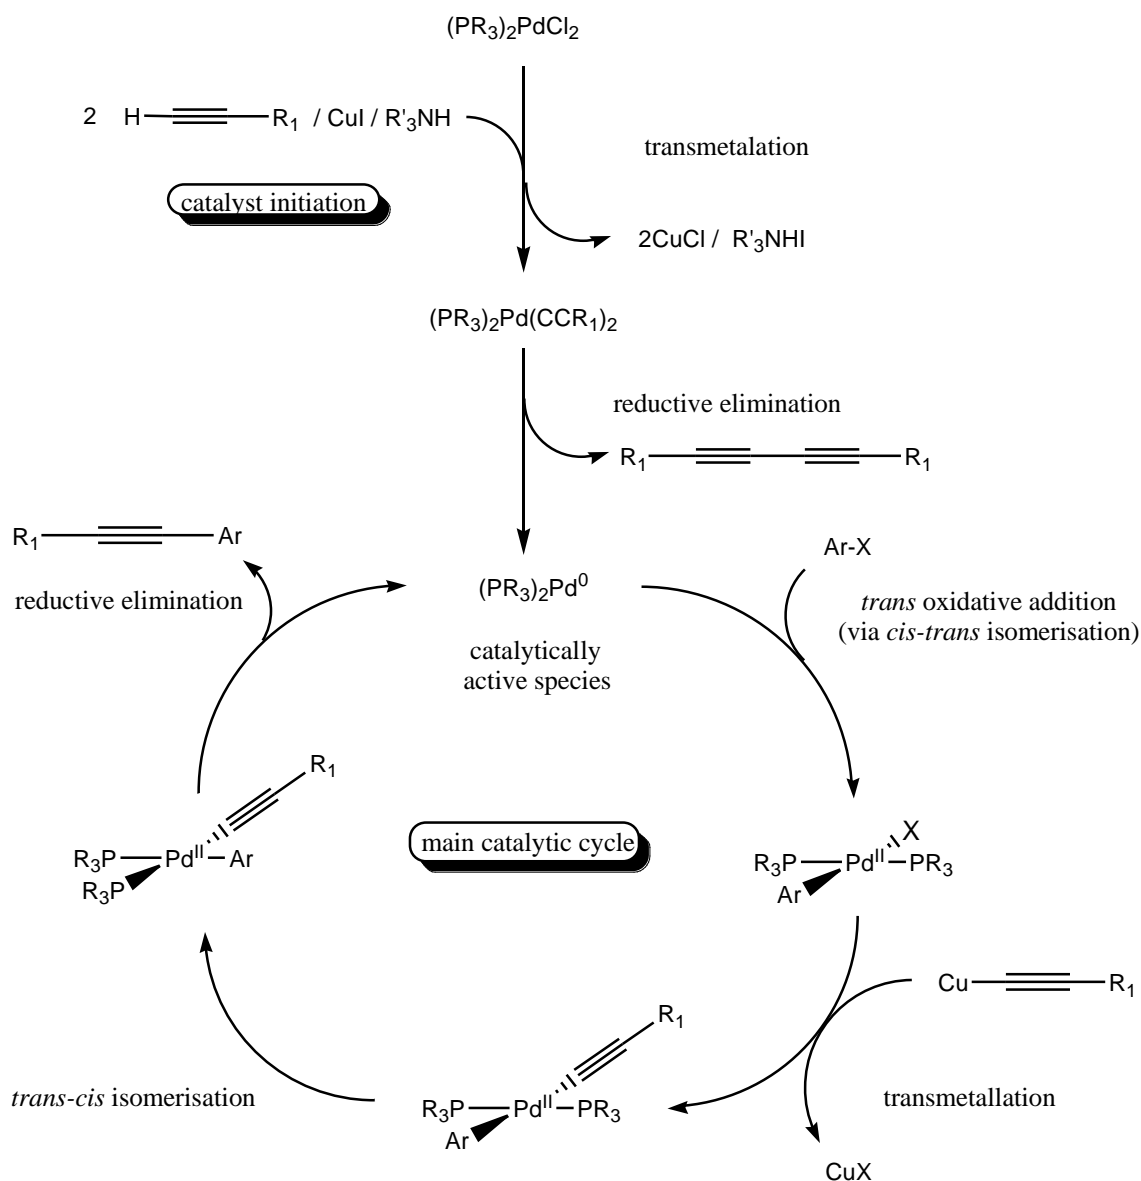 (PR3)2PdCl2
2 H R1 / CuI / R'3NH
transmetalation
catalyst initiation
2CuCl / R'3NHI
(PR3)2Pd(CCR1)2
reductive elimination
R1 R1
R1 Ar
Ar-X
reductive elimination
(PR3)2Pd0
trans oxidative addition
(via cis-trans isomerisation)
catalytically
active species
R1
main catalytic cycle
X
R3P PdII Ar
R3P
R3P PdII PR3
Ar
Cu R1
R1
trans-cis isomerisation
R3P PdII PR3
Ar
transmetallation
CuX